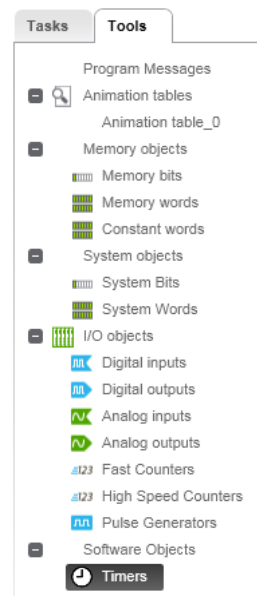 Tasks Tools
Program Messages
Animation tables
Animation table_0
Memory objects
Memory bits
Memory words
Constant words
System objects
System Bits
System Words
I/O objects
Digital inputs
Digital outputs
Analog inputs
Analog outputs
123 Fast Counters
123 High Speed Counters
Pulse Generators
Software Objects
Timers